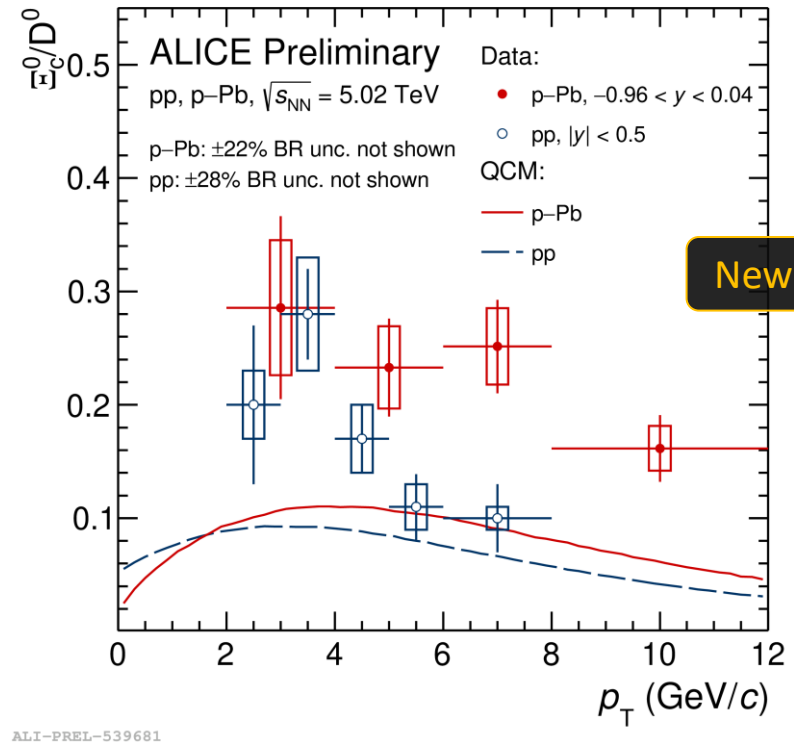 Ξc⁰/D⁰
ALICE Preliminary
pp, p–Pb, √sNN = 5.02 TeV
p–Pb: ±22% BR unc. not shown
pp: ±28% BR unc. not shown
Data:
p–Pb, –0.96 < y < 0.04
pp, |y| < 0.5
QCM:
p–Pb
pp
New
0.5
0.4
0.3
0.2
0.1
0 2 4 6 8 10 12
pT (GeV/c)
ALI-PREL-539681